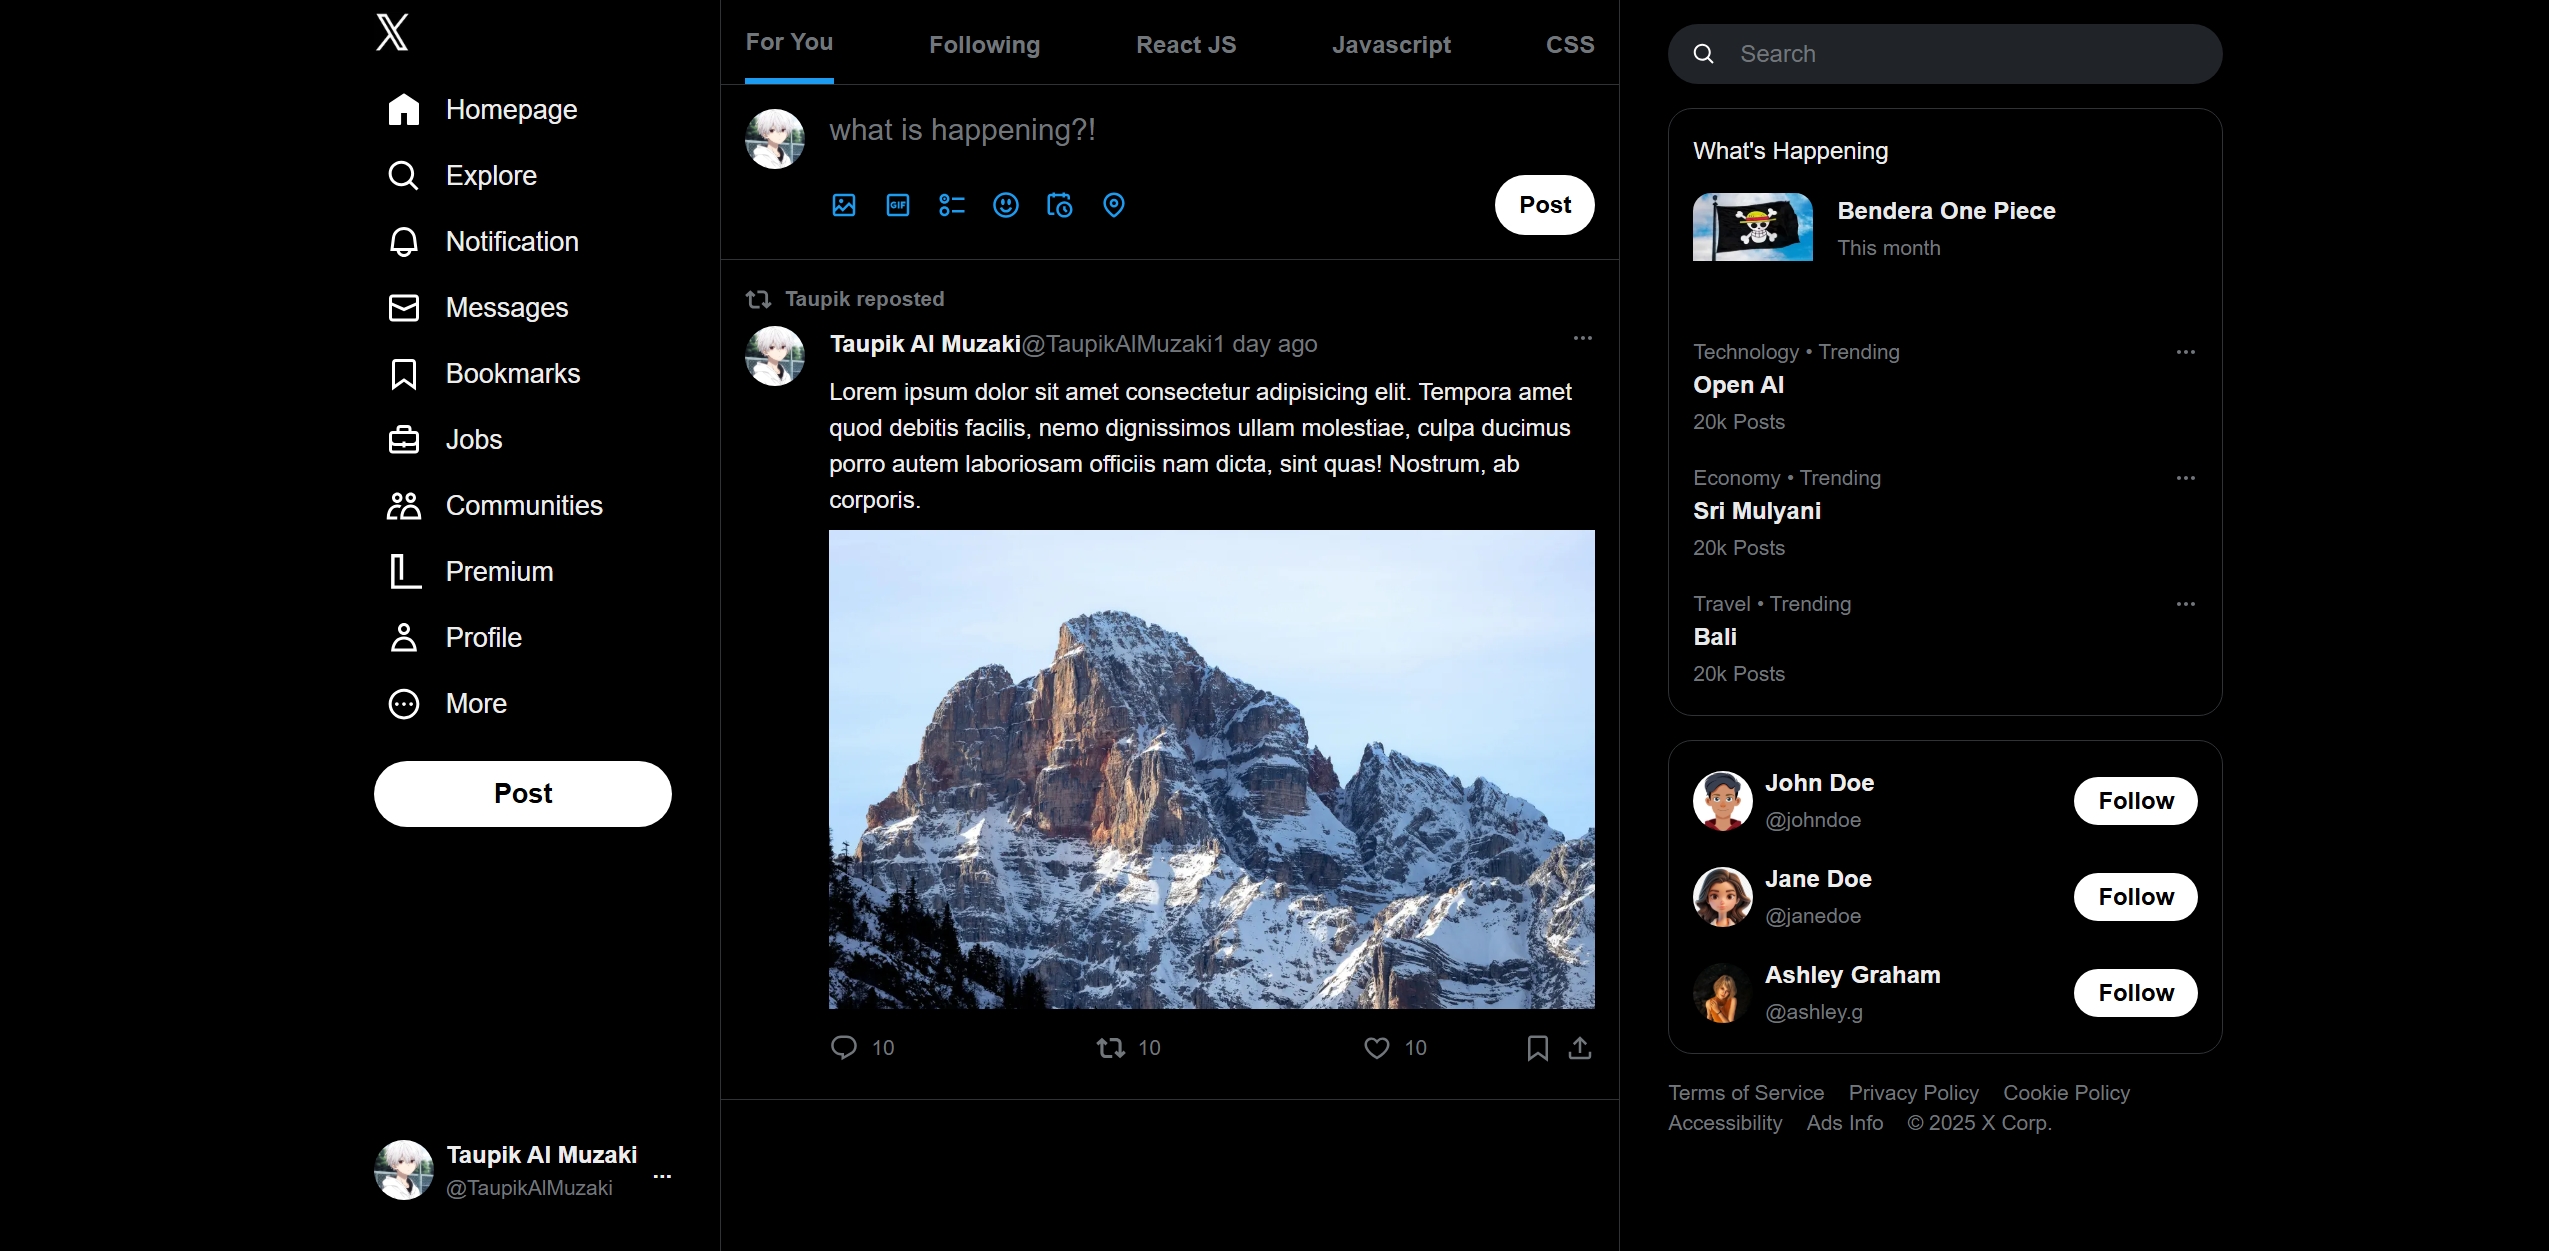 Homepage
Explore
Notification
Messages
Bookmarks
Jobs
Communities
Premium
Profile
More
Post
Taupik Al Muzaki
@TaupikAlMuzaki
For You
Following
React JS
Javascript
CSS
what is happening?!
GIF
Post
Taupik reposted
Taupik Al Muzaki@TaupikAlMuzaki1 day ago
Lorem ipsum dolor sit amet consectetur adipisicing elit. Tempora amet
quod debitis facilis, nemo dignissimos ullam molestiae, culpa ducimus
porro autem laboriosam officiis nam dicta, sint quas! Nostrum, ab
corporis.
10
10
10
Search
What's Happening
Bendera One Piece
This month
Technology • Trending
Open AI
20k Posts
Economy • Trending
Sri Mulyani
20k Posts
Travel • Trending
Bali
20k Posts
John Doe
@johndoe
Follow
Jane Doe
@janedoe
Follow
Ashley Graham
@ashley.g
Follow
Terms of Service Privacy Policy Cookie Policy
Accessibility Ads Info © 2025 X Corp.